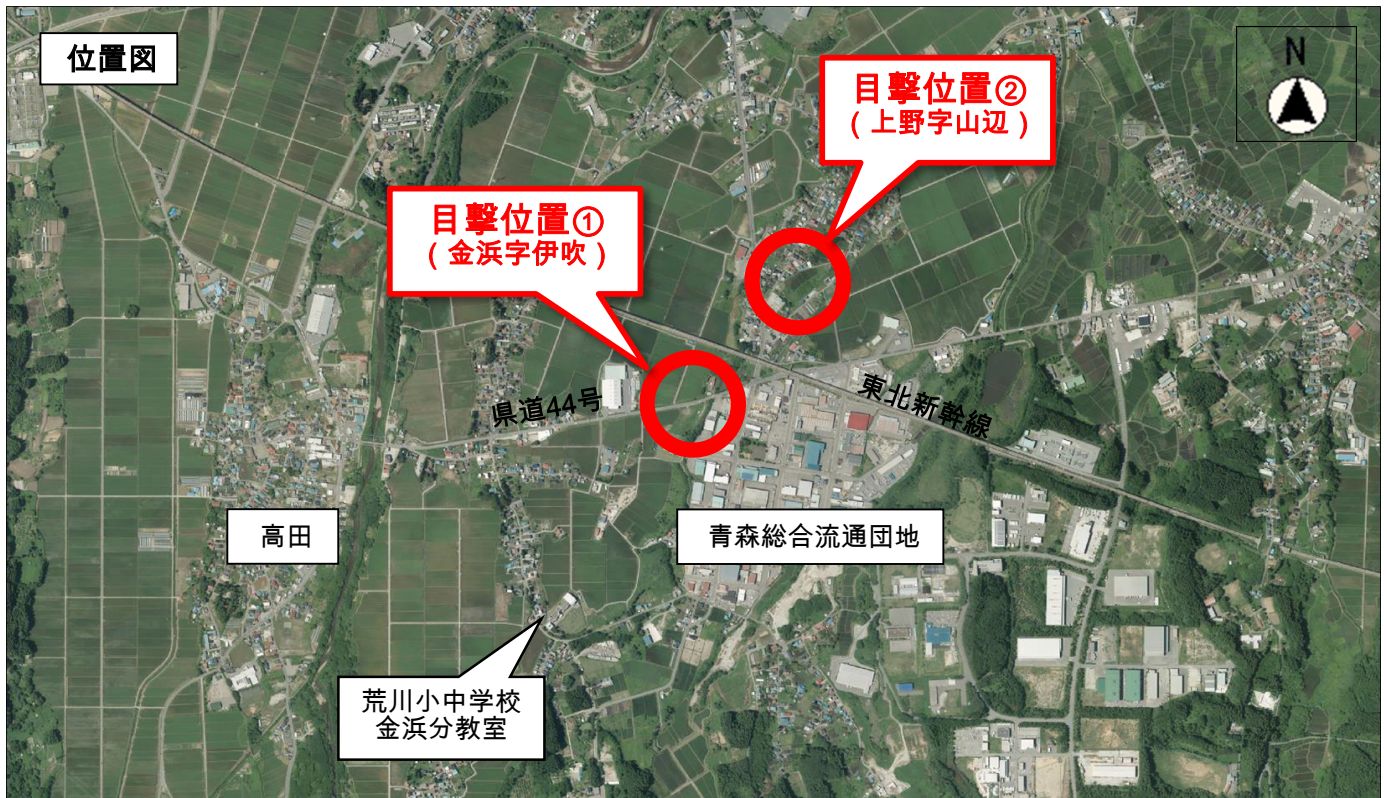 位置図
N
目撃位置②
（上野字山辺）
目撃位置①
（金浜字伊吹）
県道44号
東北新幹線
高田
青森総合流通団地
荒川小中学校
金浜分教室